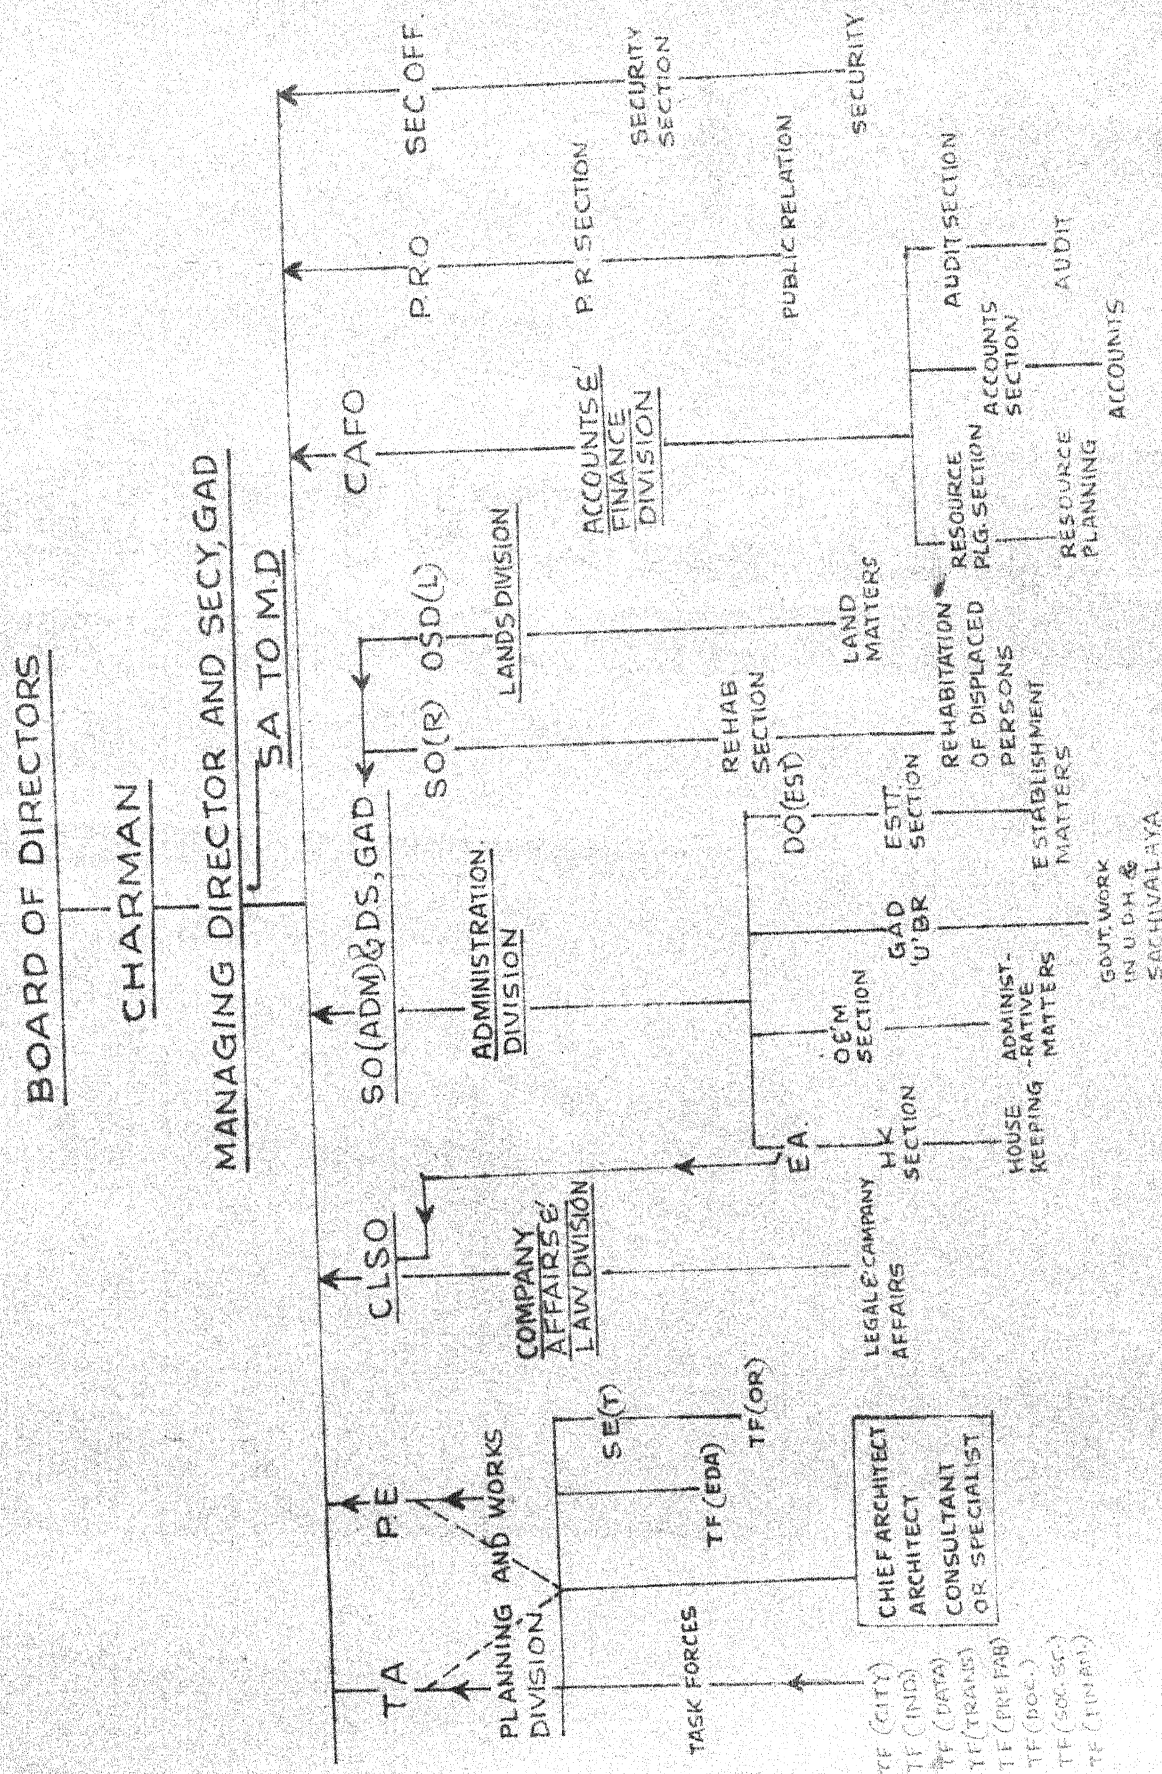 BOARD OF DIRECTORS
CHARMAN
MANAGING DIRECTOR AND SECY, GAD
SA TO M.D
TA
P.E
CLSO
SO(ADM)& DS, GAD
SO(R)
OSD(L)
CAFO
P.R.O
SEC OFF.
PLANNING AND WORKS
DIVISION
COMPANY
AFFAIRS &
LAW DIVISION
ADMINISTRATION
DIVISION
LANDS DIVISION
ACCOUNTS &
FINANCE
DIVISION
P.R. SECTION
SECURITY
SECTION
SE(T)
TF(OR)
TF(EDA)
TASK FORCES
REHAB
SECTION
PUBLIC RELATION
SECURITY
E.A.
O&M
SECTION
GAD
'U' BR
DO(EST)
HK
SECTION
ESTT
SECTION
LAND
MATTERS
RESOURCE
PLG. SECTION
ACCOUNTS
SECTION
AUDIT SECTION
CHIEF ARCHITECT
ARCHITECT
CONSULTANT
OR SPECIALIST
LEGAL & CAMPANY
AFFAIRS
HOUSE
KEEPING
ADMINIST-
-RATIVE
MATTERS
GOVT. WORK
IN U.D.H &
SACHIVALAYA
ESTABLISHMENT
MATTERS
REHABITATION
OF DISPLACED
PERSONS
RESOURCE
PLANNING
ACCOUNTS
AUDIT
TF (CITY)
TF (IND)
TF (DATA)
TF (TRANS)
TF (PREFAB)
TF (DOC.)
TF (SOC. SE.)
TF (FINAN.)